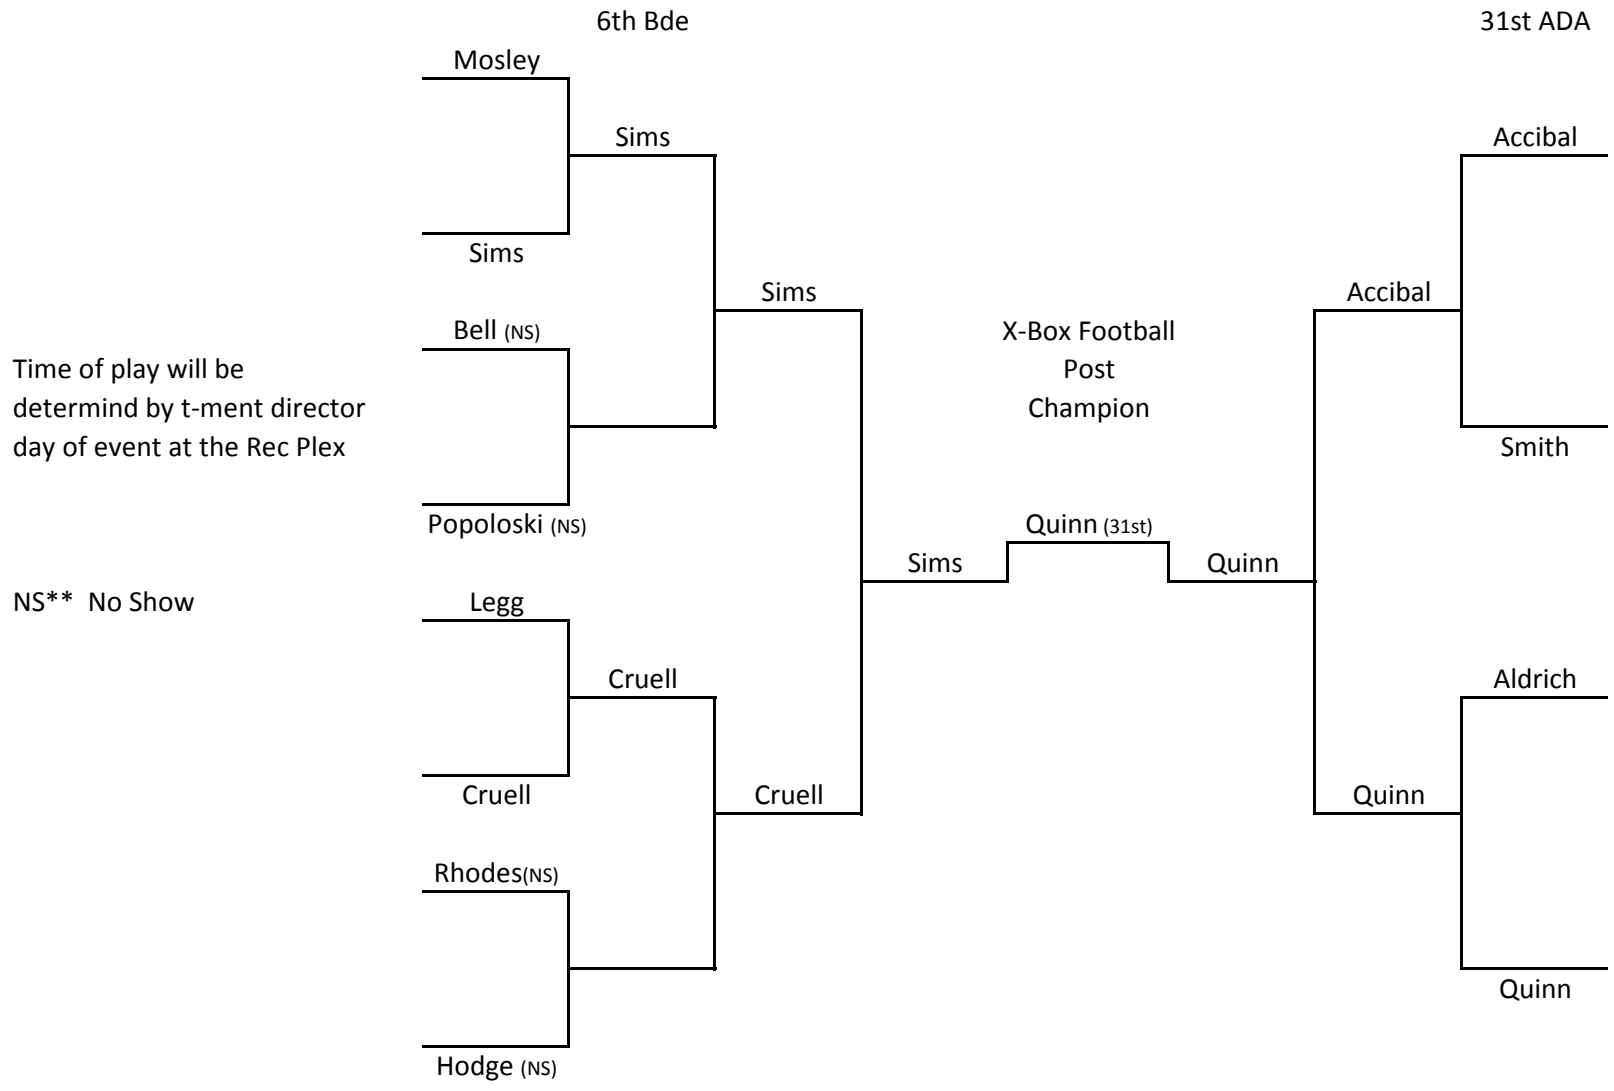 6th Bde
31st ADA
Mosley
Sims
Accibal
Sims
Sims
Accibal
Bell (NS)
X-Box Football
Post
Champion
Time of play will be
determind by t-ment director
day of event at the Rec Plex
Smith
Popoloski (NS)
Quinn (31st)
Sims
Quinn
NS** No Show
Legg
Cruell
Aldrich
Cruell
Cruell
Quinn
Rhodes(NS)
Quinn
Hodge (NS)